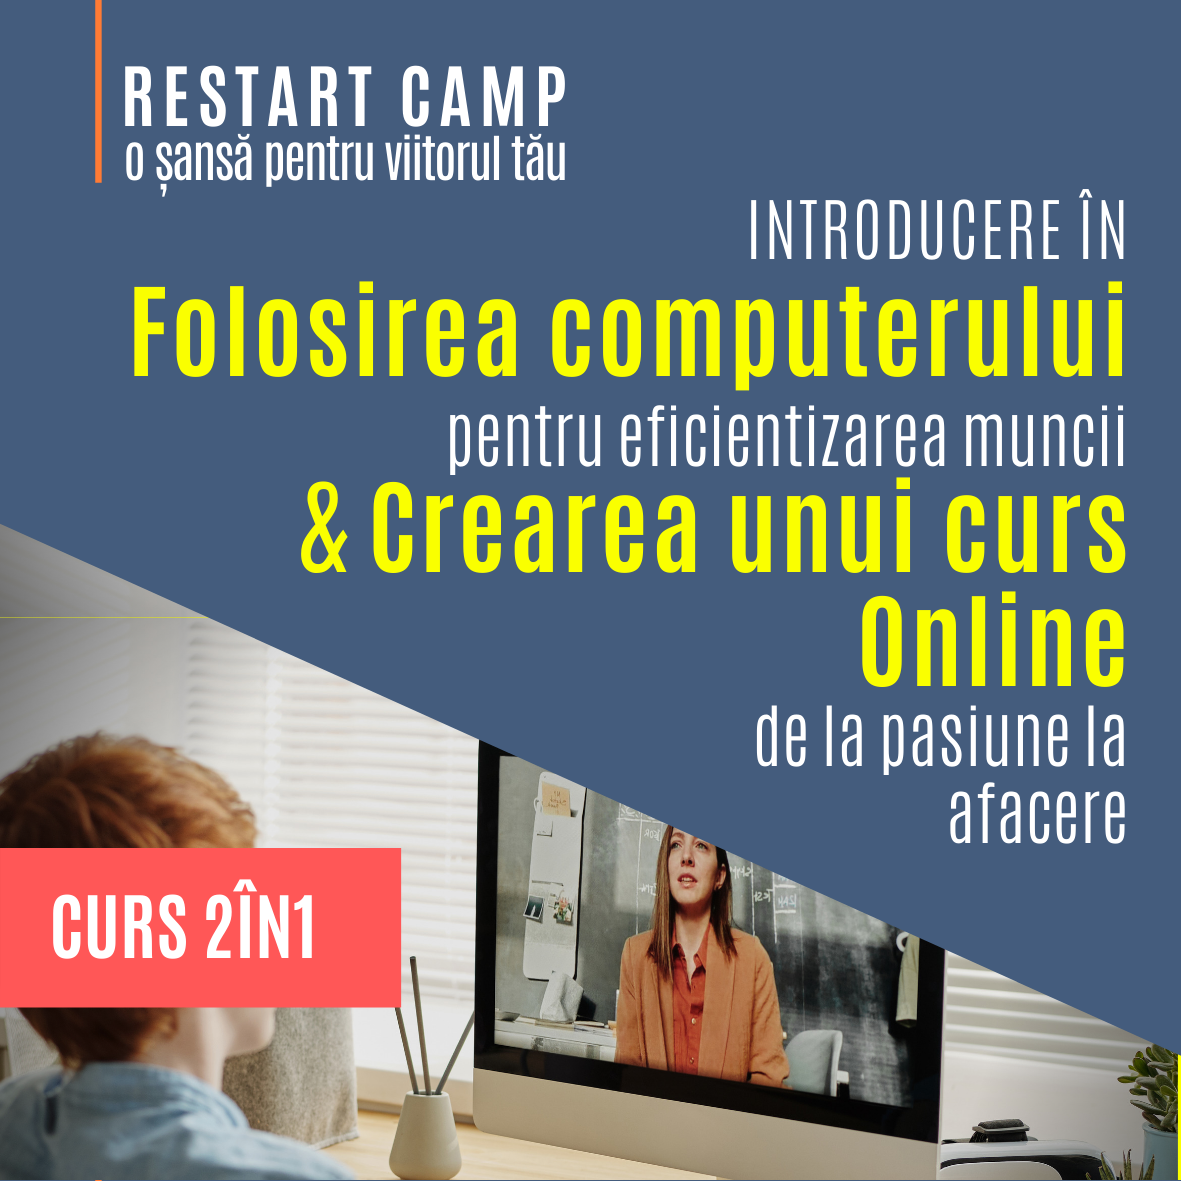 RESTART CAMP
o șansă pentru viitorul tău
INTRODUCERE ÎN
Folosirea computerului
pentru eficientizarea muncii
& Crearea unui curs
Online
de la pasiune la
afacere
CURS 2ÎN1